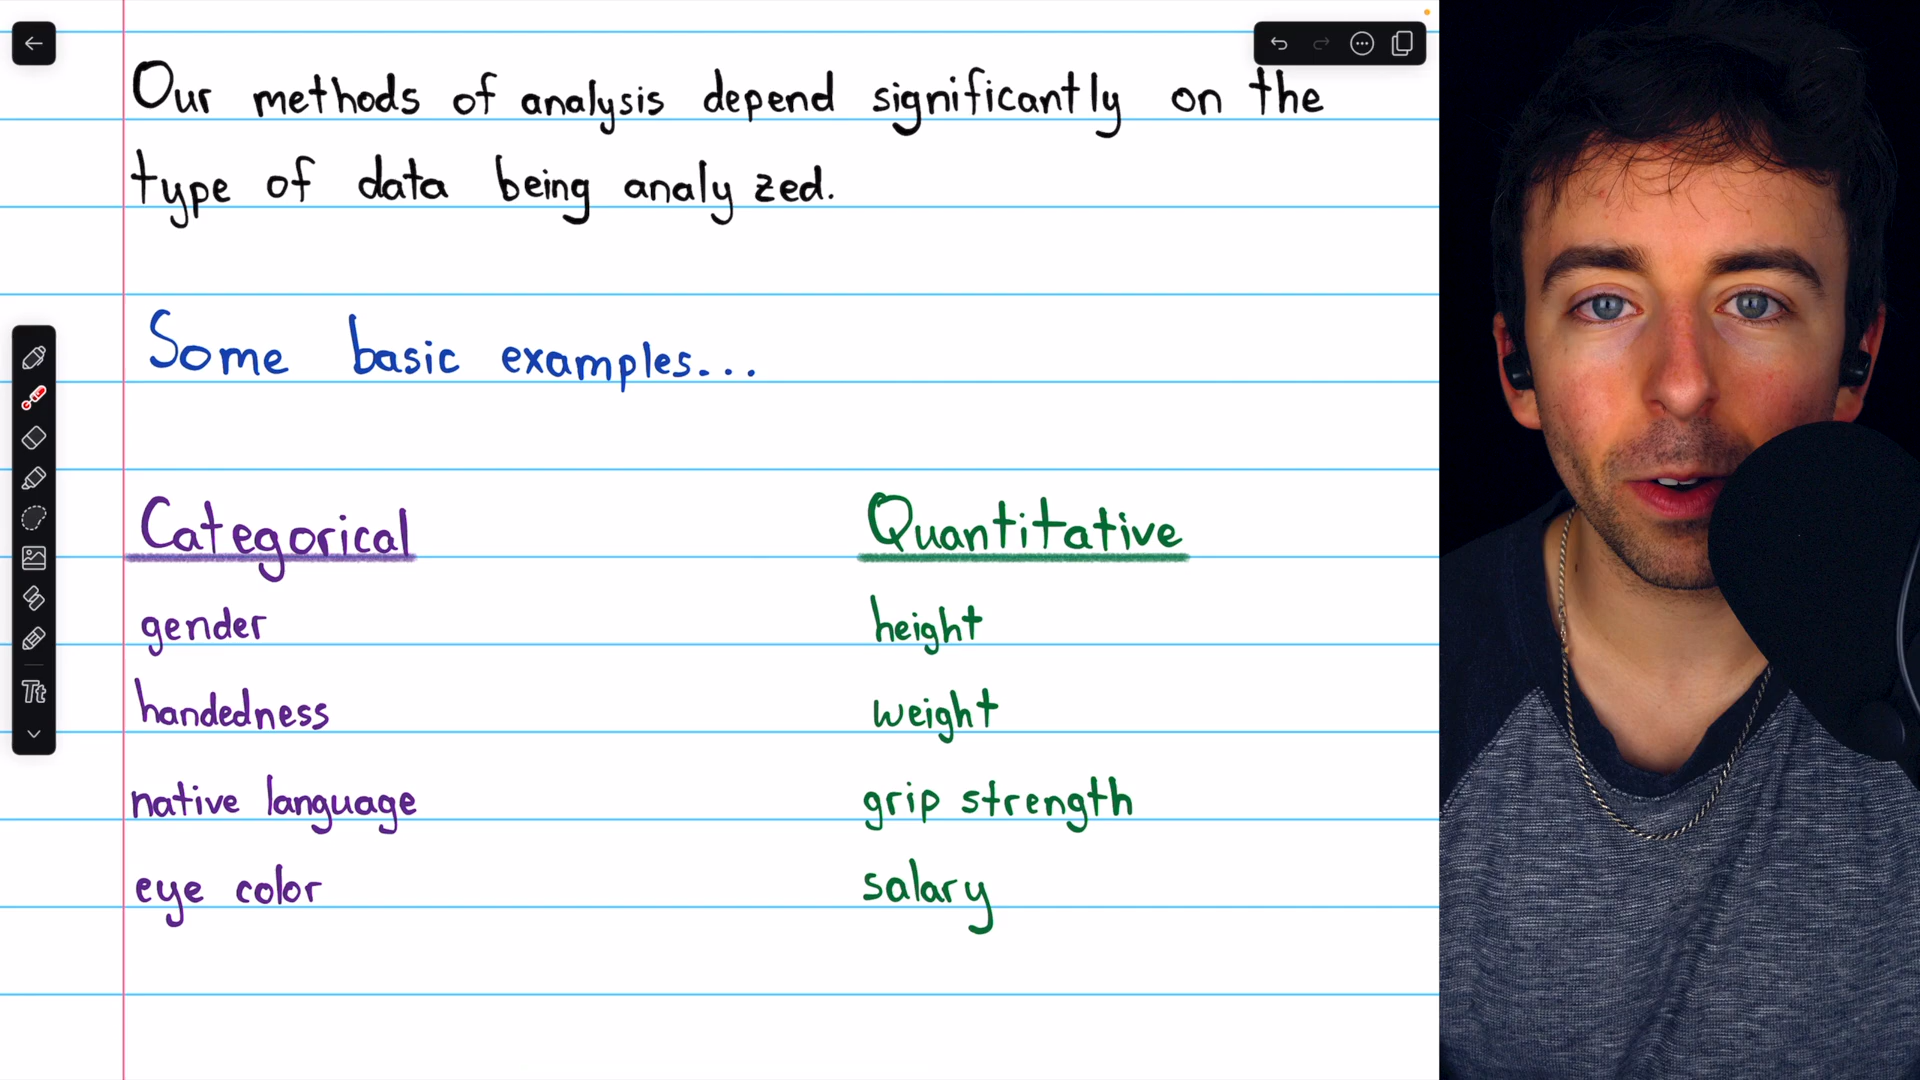 Our methods of analysis depend significantly on the
type of data being analyzed.
Some basic examples...
Categorical
Quantitative
gender
height
handedness
weight
native language
grip strength
eye color
salary
Tt